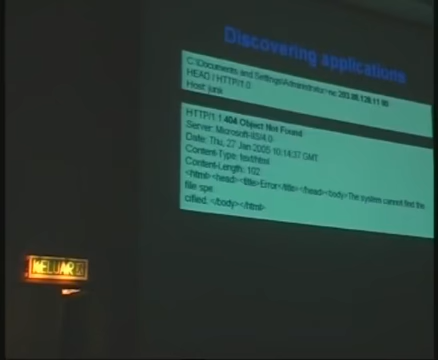 Discovering applications
C:\Documents and Settings\Administrator>nc
HEAD / HTTP/1.0
Host: junk
HTTP/1.1 404 Object Not Found
Server: Microsoft-IIS/4.0
Date: Thu, 27 Jan 2005 10:14:37 GMT
Content-Type: text/html
Content-Length: 102
<html><head><title>Error</title></head><body>The system cannot find the
file spe
cified. </body></html>
KELUAR